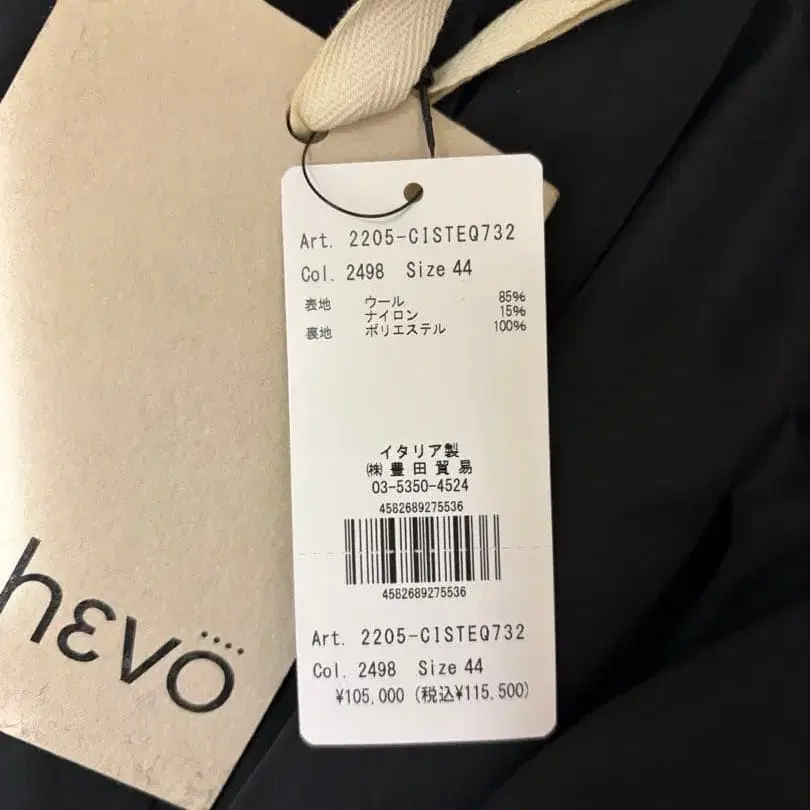 Art. 2205-CISTEQ732
Col. 2498 Size 44
表地 ウール 85%
ナイロン 15%
裏地 ポリエステル 100%
イタリア製
㈱ 豊田貿易
03-5350-4524
4582689275536
4582689275536
Art. 2205-CISTEQ732
Col. 2498 Size 44
¥105,000 (税込¥115,500)
hεvö